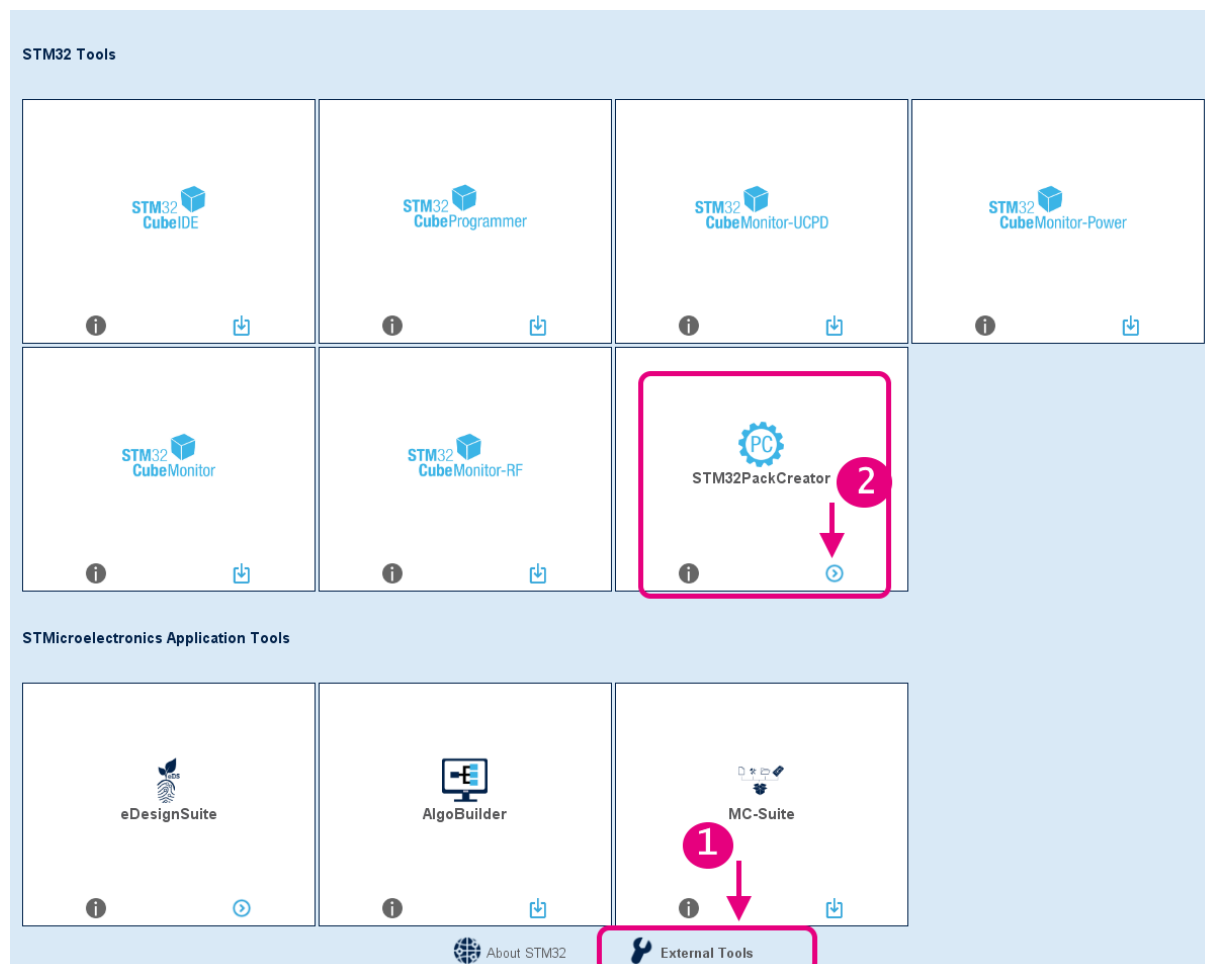 STM32 Tools
STM32
CubeIDE
STM32
CubeProgrammer
STM32
CubeMonitor-UCPD
STM32
CubeMonitor-Power
STM32
CubeMonitor
STM32
CubeMonitor-RF
PC
STM32PackCreator
2
STMicroelectronics Application Tools
eDS
eDesignSuite
AlgoBuilder
MC-Suite
1
About STM32
External Tools